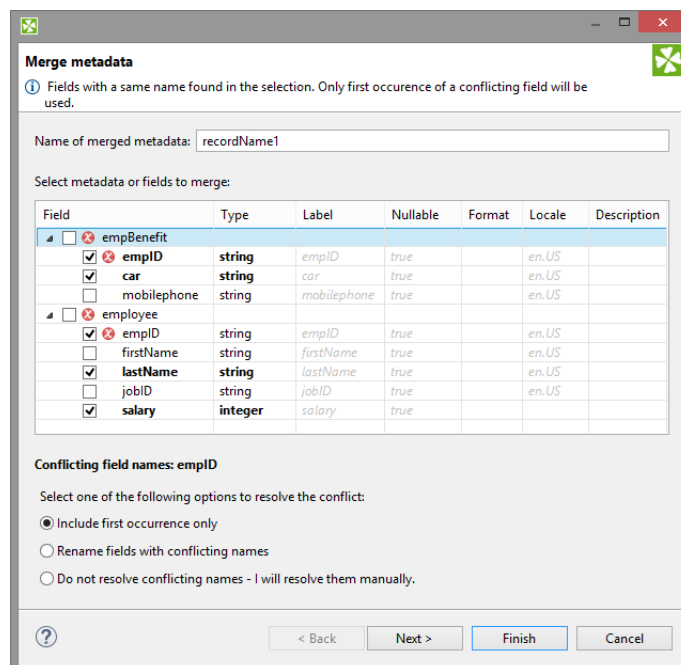 Merge metadata
Fields with a same name found in the selection. Only first occurence of a conflicting field will be
used.
Name of merged metadata: recordName1
Select metadata or fields to merge:
Field Type Label Nullable Format Locale Description
empBenefit
empID string empID true en.US
car string car true en.US
mobilephone string mobilephone true en.US
employee
empID string empID true en.US
firstName string firstName true en.US
lastName string lastName true en.US
jobID string jobID true en.US
salary integer salary true
Conflicting field names: empID
Select one of the following options to resolve the conflict:
Include first occurrence only
Rename fields with conflicting names
Do not resolve conflicting names - I will resolve them manually.
? < Back Next > Finish Cancel